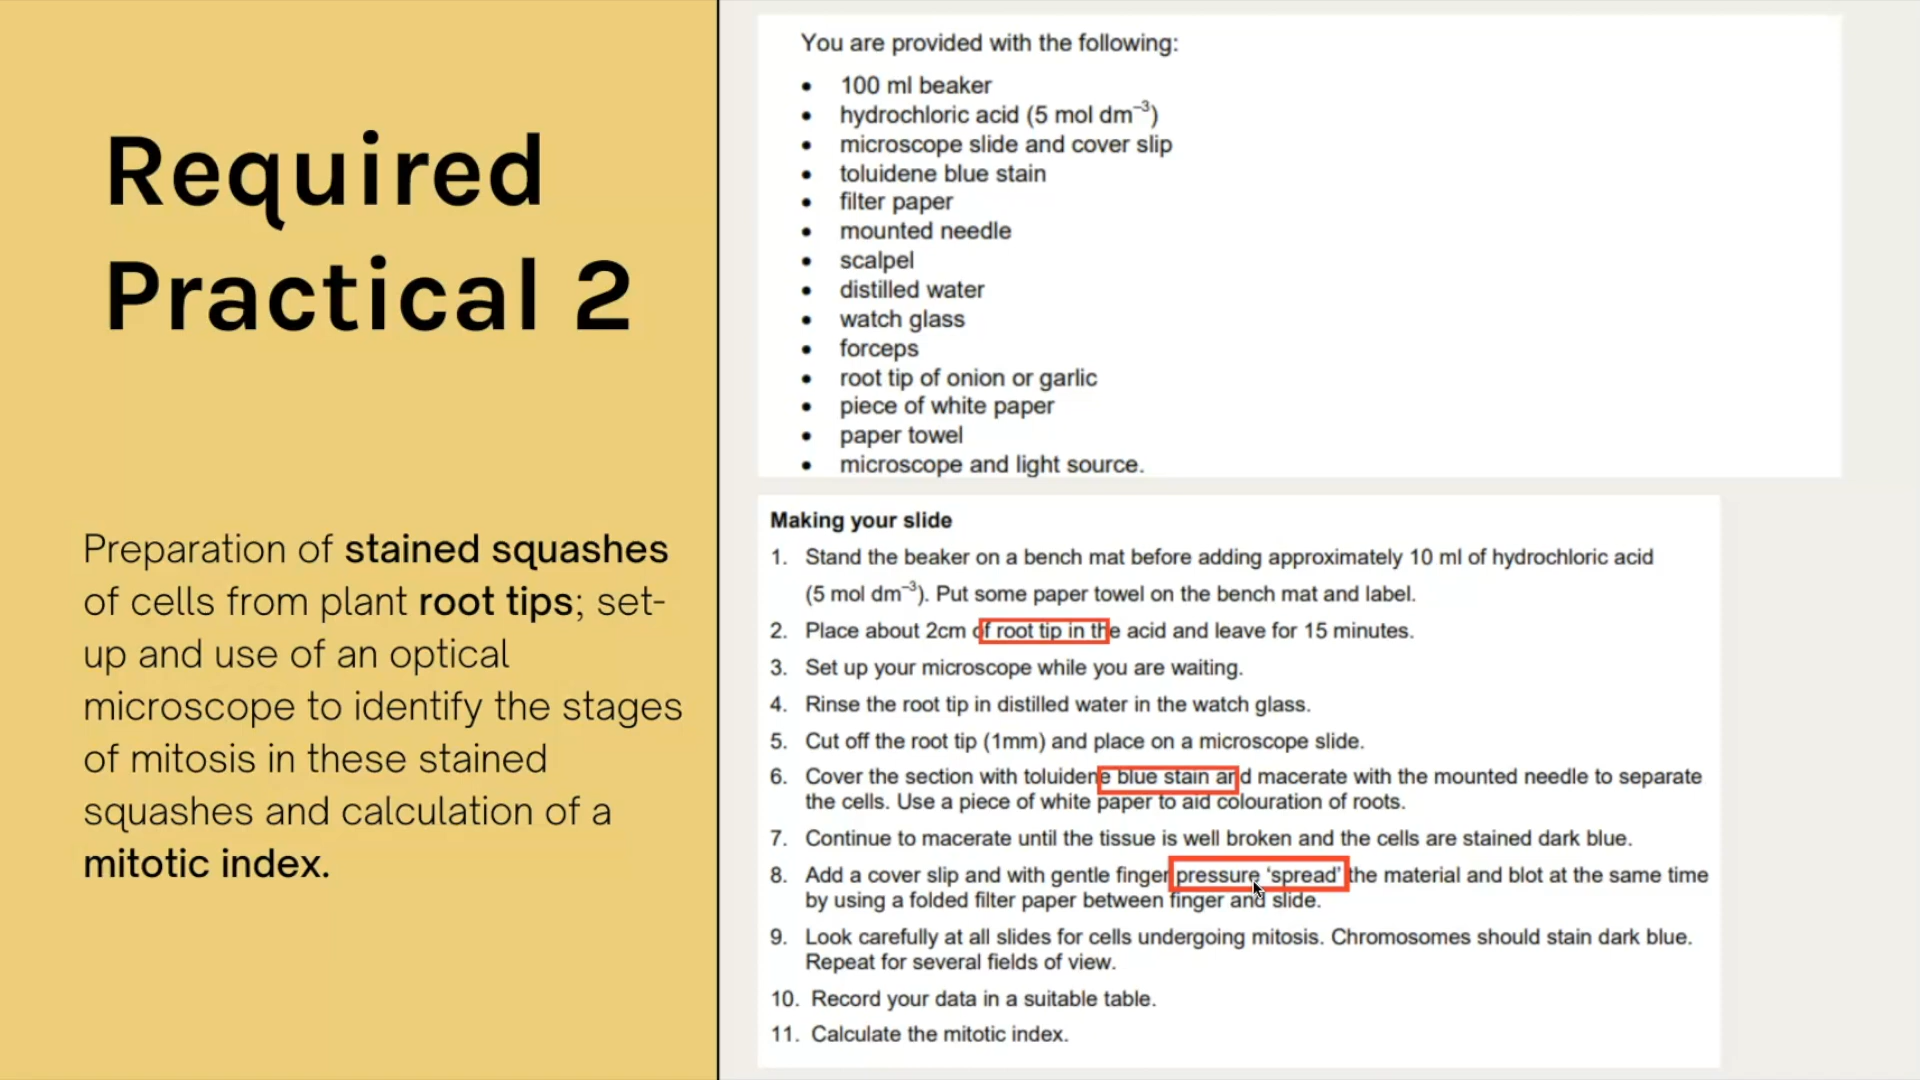 Required
Practical 2
Preparation of stained squashes
of cells from plant root tips; set-
up and use of an optical
microscope to identify the stages
of mitosis in these stained
squashes and calculation of a
mitotic index.
You are provided with the following:
• 100 ml beaker
• hydrochloric acid (5 mol dm⁻³)
• microscope slide and cover slip
• toluidene blue stain
• filter paper
• mounted needle
• scalpel
• distilled water
• watch glass
• forceps
• root tip of onion or garlic
• piece of white paper
• paper towel
• microscope and light source.
Making your slide
1. Stand the beaker on a bench mat before adding approximately 10 ml of hydrochloric acid
(5 mol dm⁻³). Put some paper towel on the bench mat and label.
2. Place about 2cm of root tip in the acid and leave for 15 minutes.
3. Set up your microscope while you are waiting.
4. Rinse the root tip in distilled water in the watch glass.
5. Cut off the root tip (1mm) and place on a microscope slide.
6. Cover the section with toluidene blue stain and macerate with the mounted needle to separate
the cells. Use a piece of white paper to aid colouration of roots.
7. Continue to macerate until the tissue is well broken and the cells are stained dark blue.
8. Add a cover slip and with gentle finger pressure ‘spread’ the material and blot at the same time
by using a folded filter paper between finger and slide.
9. Look carefully at all slides for cells undergoing mitosis. Chromosomes should stain dark blue.
Repeat for several fields of view.
10. Record your data in a suitable table.
11. Calculate the mitotic index.